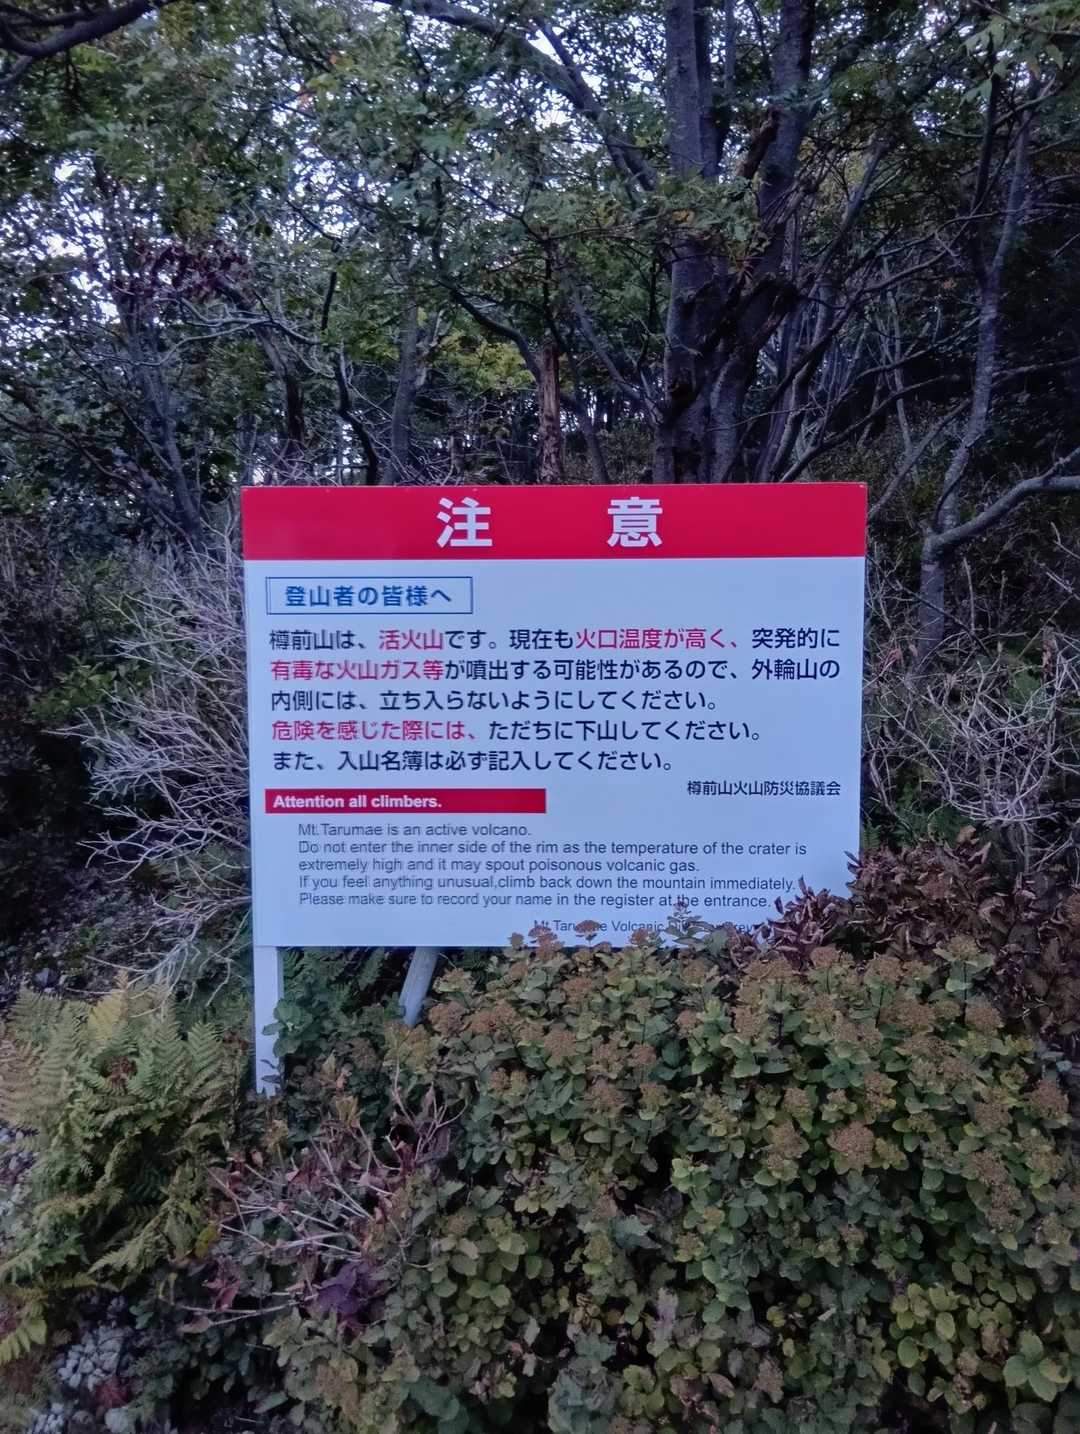 注意
登山者の皆様へ
樽前山は、活火山です。現在も火口温度が高く、突発的に
有毒な火山ガス等が噴出する可能性があるので、外輪山の
内側には、立ち入らないようにしてください。
危険を感じた際には、ただちに下山してください。
また、入山名簿は必ず記入してください。
樽前山火山防災協議会
Attention all climbers.
Mt.Tarumae is an active volcano.
Do not enter the inner side of the rim as the temperature of the crater is
extremely high and it may spout poisonous volcanic gas.
If you feel anything unusual,climb back down the mountain immediately.
Please make sure to record your name in the register at the entrance.
Mt.Tarumae Volcanic